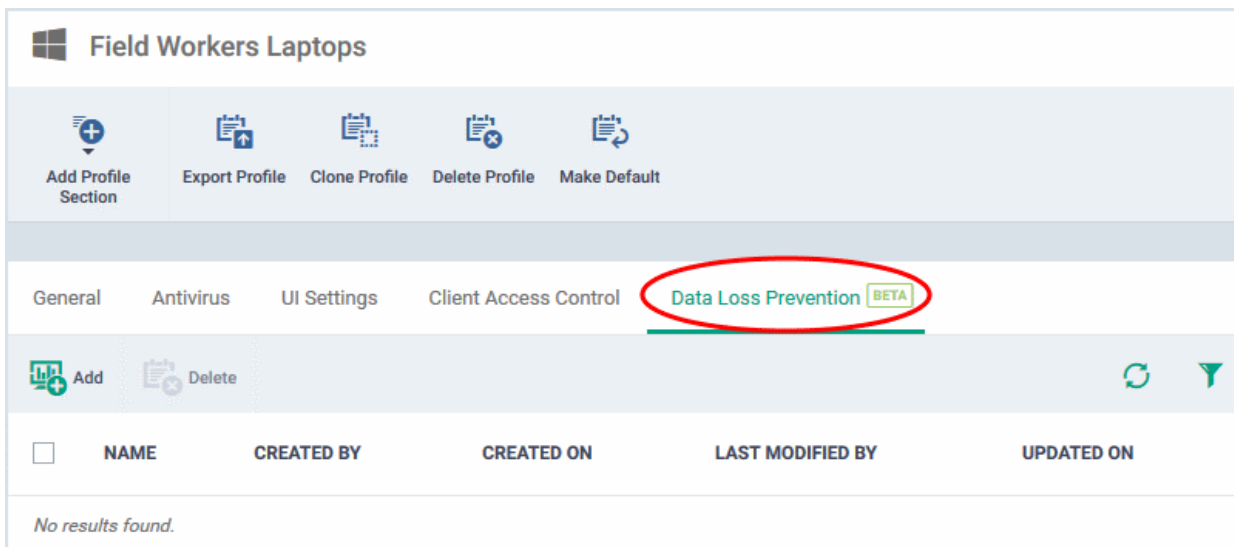 Field Workers Laptops
Add Profile Section
Export Profile
Clone Profile
Delete Profile
Make Default
General Antivirus UI Settings Client Access Control Data Loss Prevention BETA
Add Delete
NAME CREATED BY CREATED ON LAST MODIFIED BY UPDATED ON
No results found.